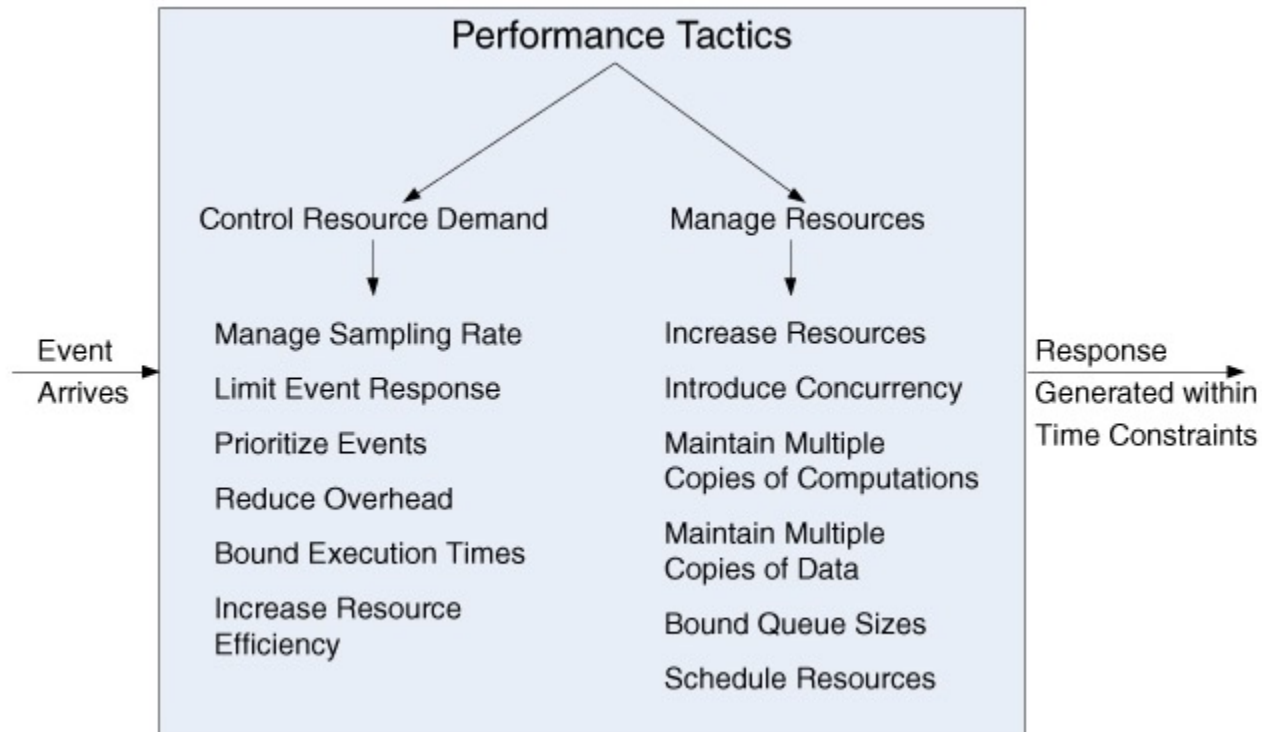 Performance Tactics
Control Resource Demand
Manage Sampling Rate
Limit Event Response
Prioritize Events
Reduce Overhead
Bound Execution Times
Increase Resource
Efficiency
Manage Resources
Increase Resources
Introduce Concurrency
Maintain Multiple
Copies of Computations
Maintain Multiple
Copies of Data
Bound Queue Sizes
Schedule Resources
Event
Arrives
Response
Generated within
Time Constraints